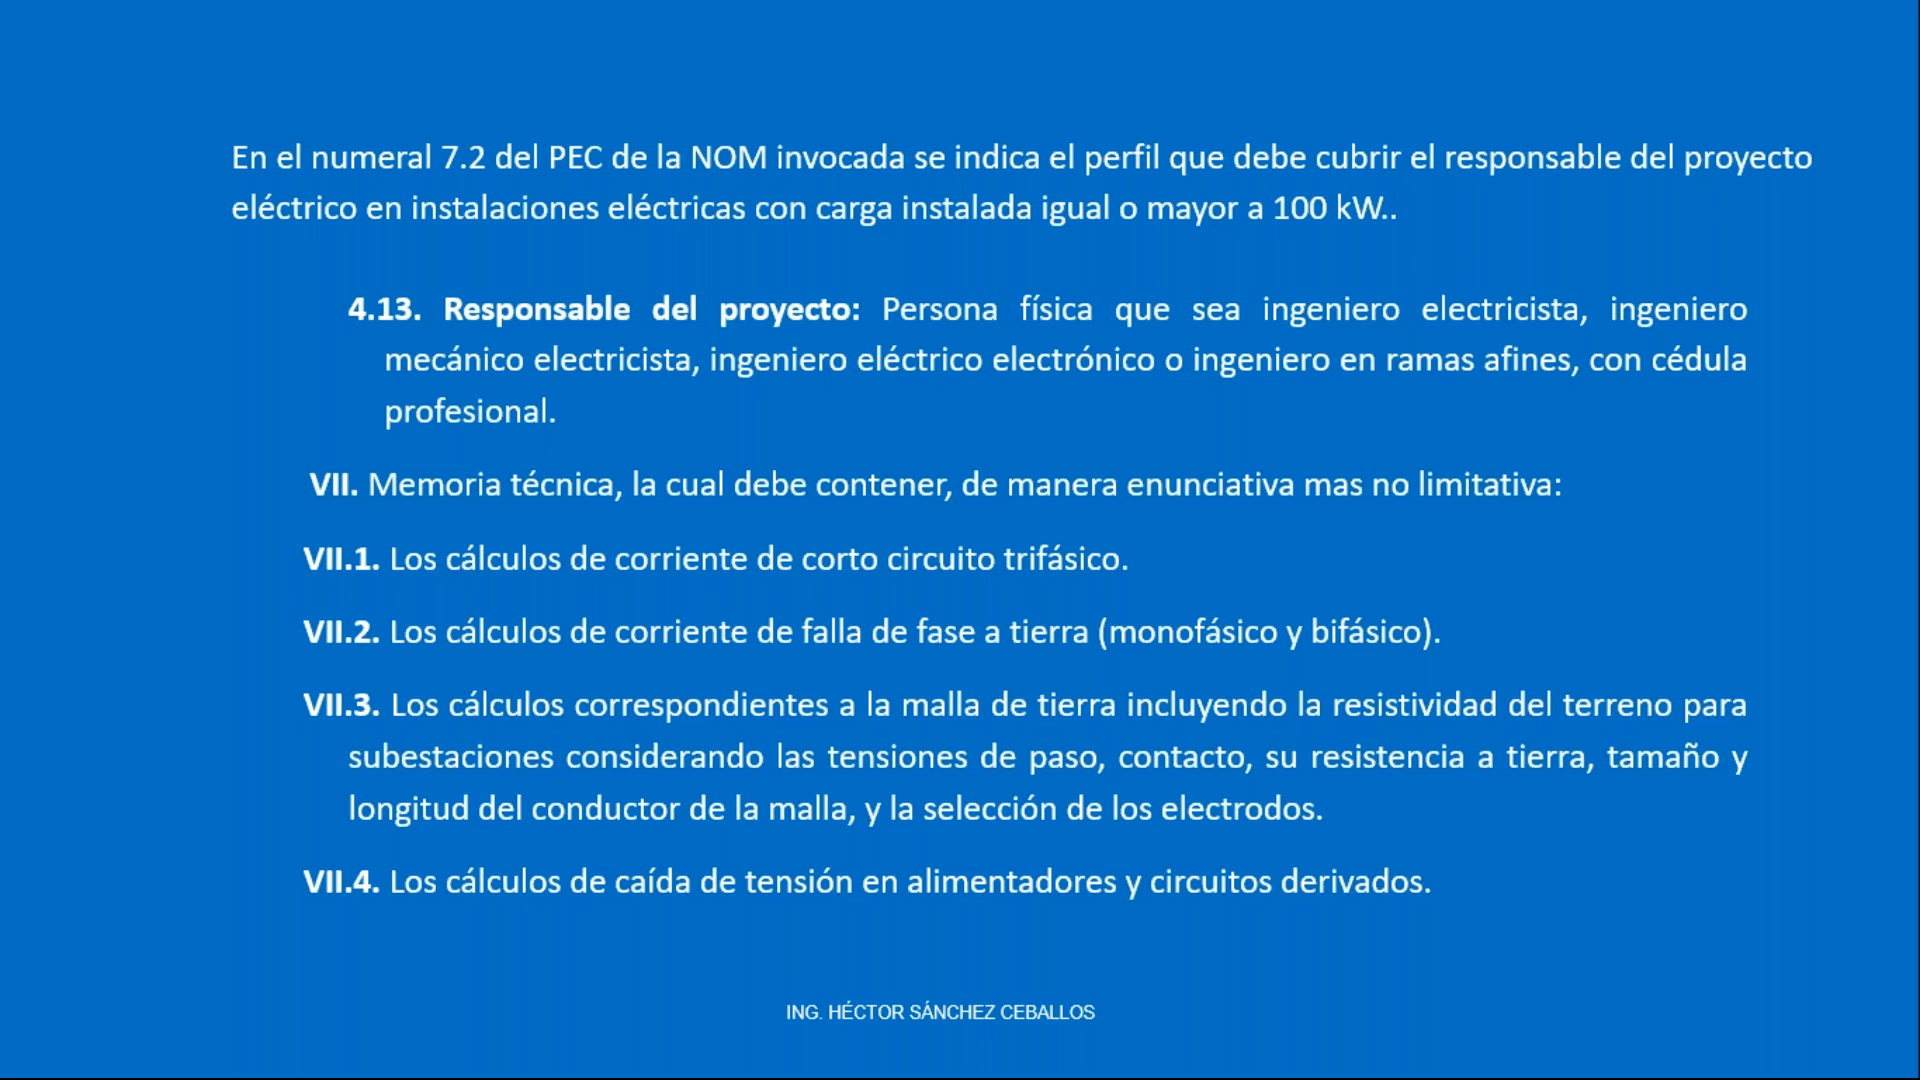 En el numeral 7.2 del PEC de la NOM invocada se indica el perfil que debe cubrir el responsable del proyecto
eléctrico en instalaciones eléctricas con carga instalada igual o mayor a 100 kW..
4.13. Responsable del proyecto: Persona física que sea ingeniero electricista, ingeniero
mecánico electricista, ingeniero eléctrico electrónico o ingeniero en ramas afines, con cédula
profesional.
VII. Memoria técnica, la cual debe contener, de manera enunciativa mas no limitativa:
VII.1. Los cálculos de corriente de corto circuito trifásico.
VII.2. Los cálculos de corriente de falla de fase a tierra (monofásico y bifásico).
VII.3. Los cálculos correspondientes a la malla de tierra incluyendo la resistividad del terreno para
subestaciones considerando las tensiones de paso, contacto, su resistencia a tierra, tamaño y
longitud del conductor de la malla, y la selección de los electrodos.
VII.4. Los cálculos de caída de tensión en alimentadores y circuitos derivados.
ING. HÉCTOR SÁNCHEZ CEBALLOS